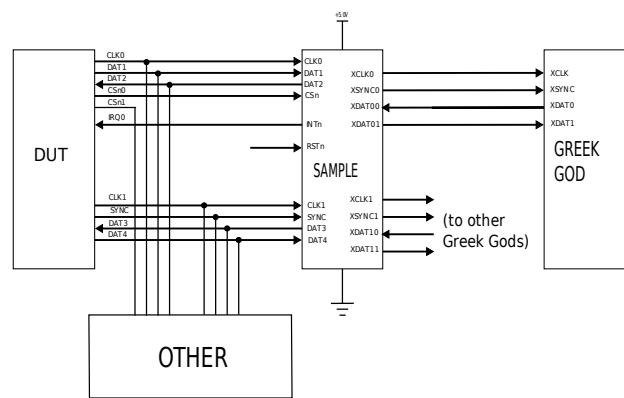 +5.0V
CLK0
DAT1
DAT2
CSn0
CSn1
IRQ0
CLK1
SYNC
DAT3
DAT4
DUT
CLK0
DAT1
DAT2
CSn
INTn
RSTn
SAMPLE
CLK1
SYNC
DAT3
DAT4
XCLK0
XSYNC0
XDAT00
XDAT01
XCLK1
XSYNC1
XDAT10
XDAT11
(to other
Greek Gods)
XCLK
XSYNC
XDAT0
XDAT1
GREEK
GOD
OTHER